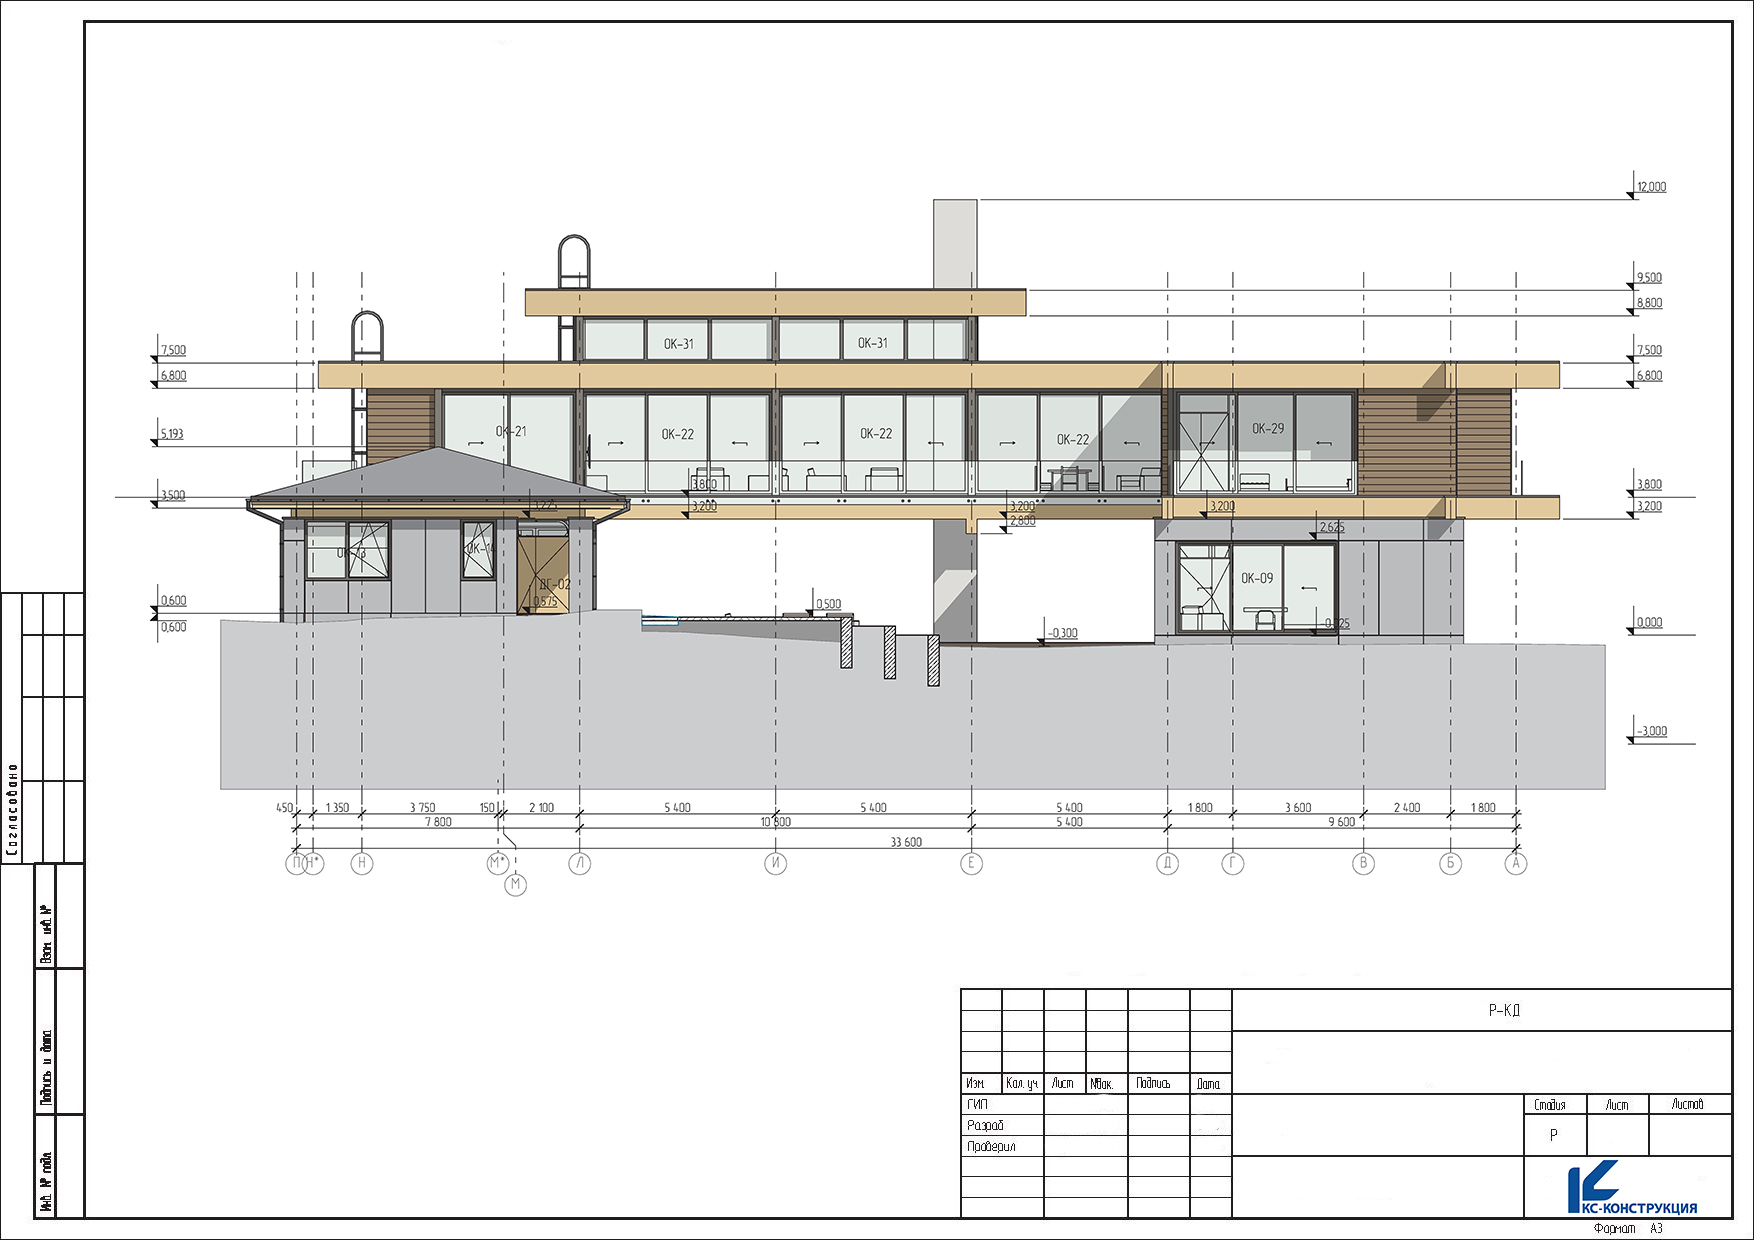 12,000
9,500
8,800
7,500
7,500
6,800
6,800
ОК-31
ОК-31
5,193
ОК-21
ОК-22
ОК-22
ОК-22
ОК-29
3,500
3,800
3,800
3,200
3,200
3,200
3,200
2,800
3,225
2,625
ОК-13
ОК-14
ДГ-02
ОК-09
0,600
0,600
0,575
0,500
-0,300
-0,025
0,000
-3,000
450
1 350
3 750
150
2 100
5 400
5 400
5 400
1 800
3 600
2 400
1 800
7 800
10 800
5 400
9 600
33 600
П
Н*
Н
М*
М
Л
И
Е
Д
Г
В
Б
А
Согласовано
Взам. инв. №
Подпись и дата
Инв. № подл.
Р-КД
Изм.
Кол. уч
Лист
№док.
Подпись
Дата
ГИП
Разраб
Проверил
Стадия
Лист
Листов
Р
КС-КОНСТРУКЦИЯ
Формат А3